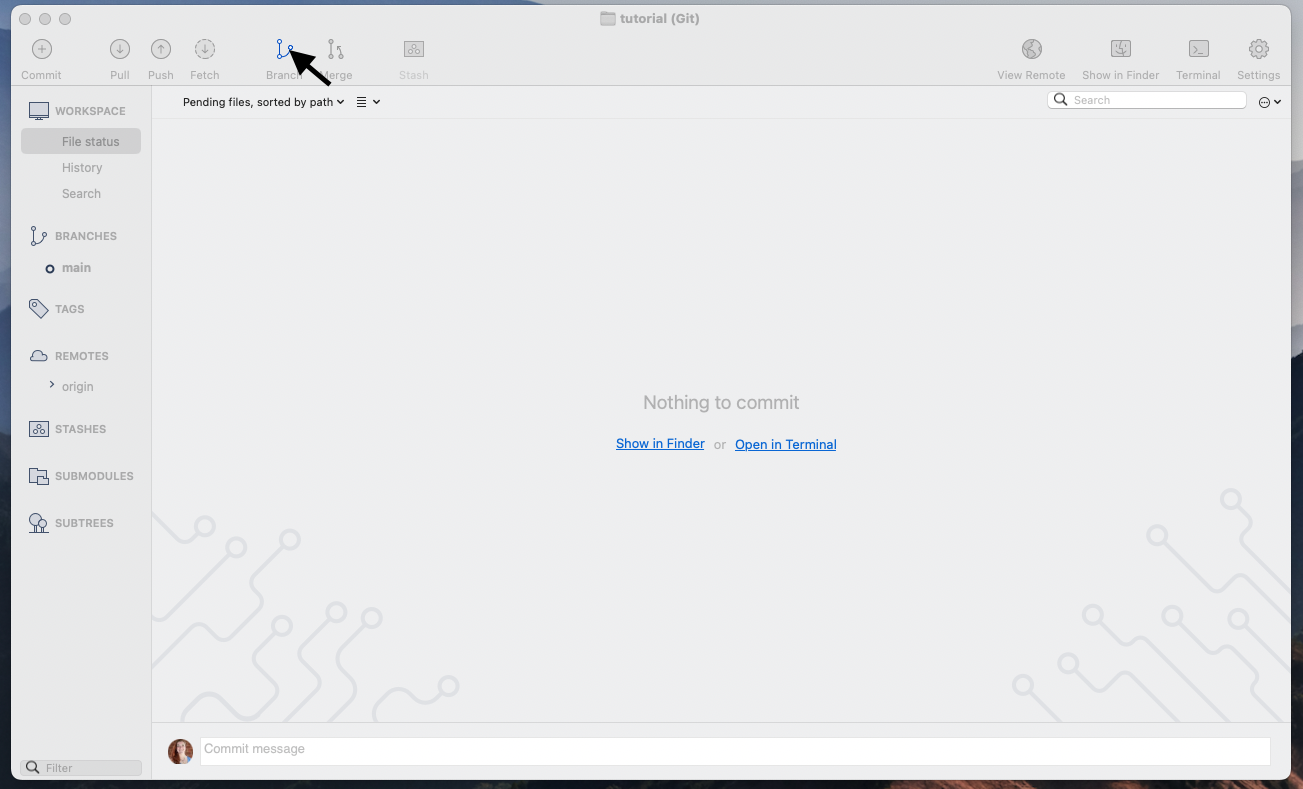 tutorial (Git)
Commit Pull Push Fetch Branch Merge Stash View Remote Show in Finder Terminal Settings
Pending files, sorted by path
Search
WORKSPACE
File status
History
Search
BRANCHES
main
TAGS
REMOTES
origin
STASHES
SUBMODULES
SUBTREES
Filter
Nothing to commit
Show in Finder or Open in Terminal
Commit message